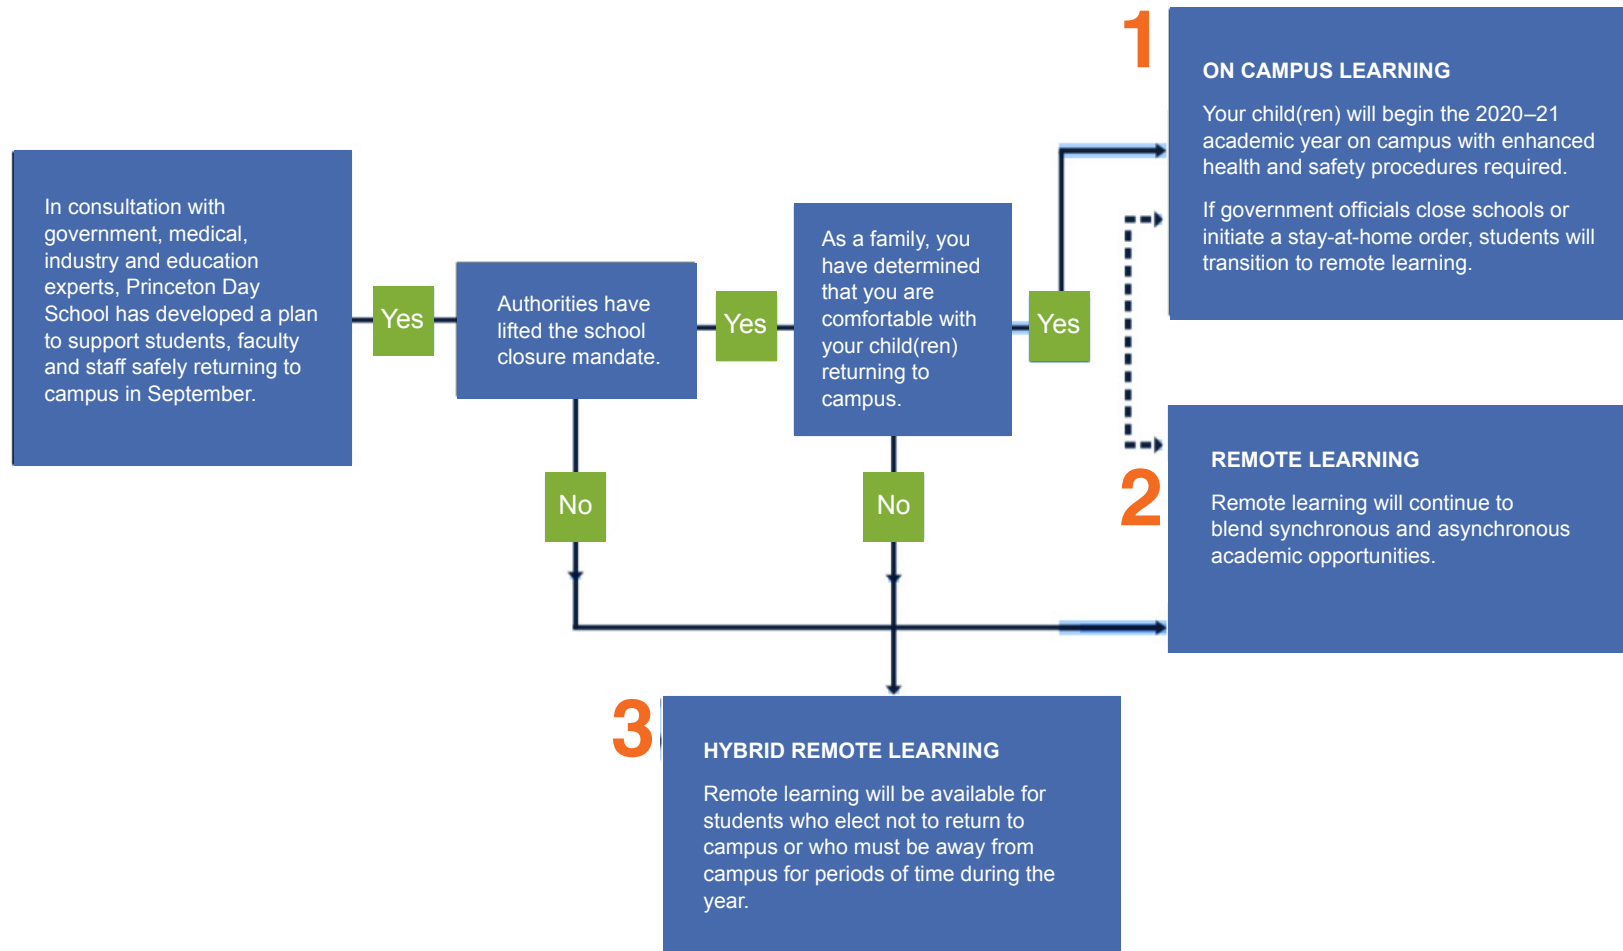 In consultation with
government, medical,
industry and education
experts, Princeton Day
School has developed a plan
to support students, faculty
and staff safely returning to
campus in September.
Yes
Authorities have
lifted the school
closure mandate.
Yes
No
As a family, you
have determined
that you are
comfortable with
your child(ren)
returning to
campus.
Yes
No
1
ON CAMPUS LEARNING
Your child(ren) will begin the 2020–21
academic year on campus with enhanced
health and safety procedures required.
If government officials close schools or
initiate a stay-at-home order, students will
transition to remote learning.
2
REMOTE LEARNING
Remote learning will continue to
blend synchronous and asynchronous
academic opportunities.
3
HYBRID REMOTE LEARNING
Remote learning will be available for
students who elect not to return to
campus or who must be away from
campus for periods of time during the
year.